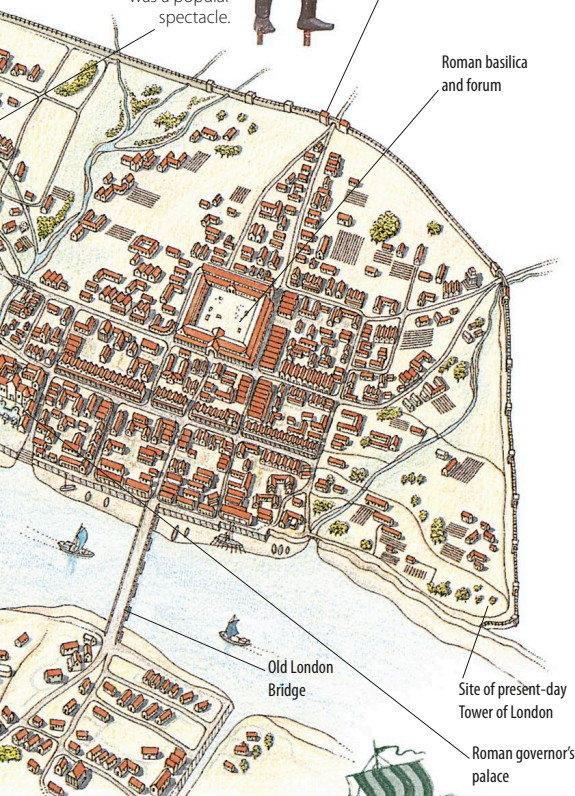 was a popular
spectacle.
Roman basilica
and forum
Old London
Bridge
Site of present-day
Tower of London
Roman governor's
palace